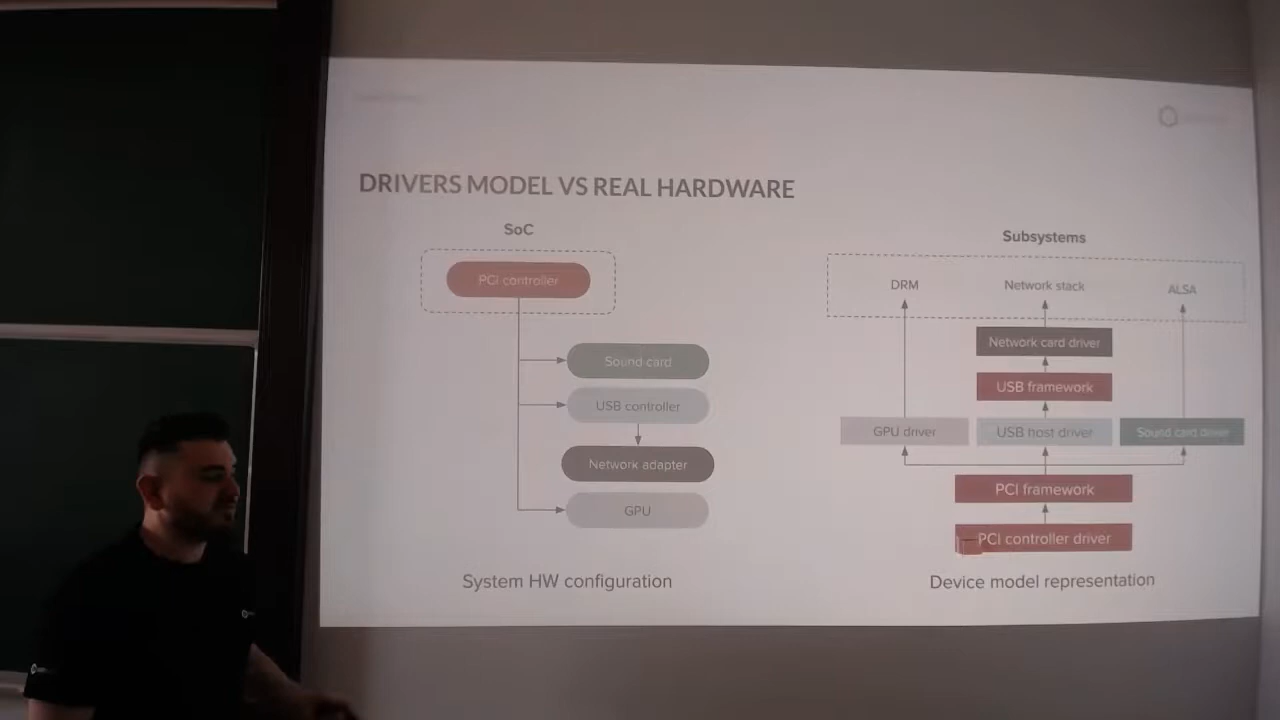 DRIVERS MODEL VS REAL HARDWARE
SoC
PCI controller
Sound card
USB controller
Network adapter
GPU
System HW configuration
Subsystems
DRM
Network stack
ALSA
Network card driver
USB framework
GPU driver
USB host driver
Sound card driver
PCI framework
PCI controller driver
Device model representation